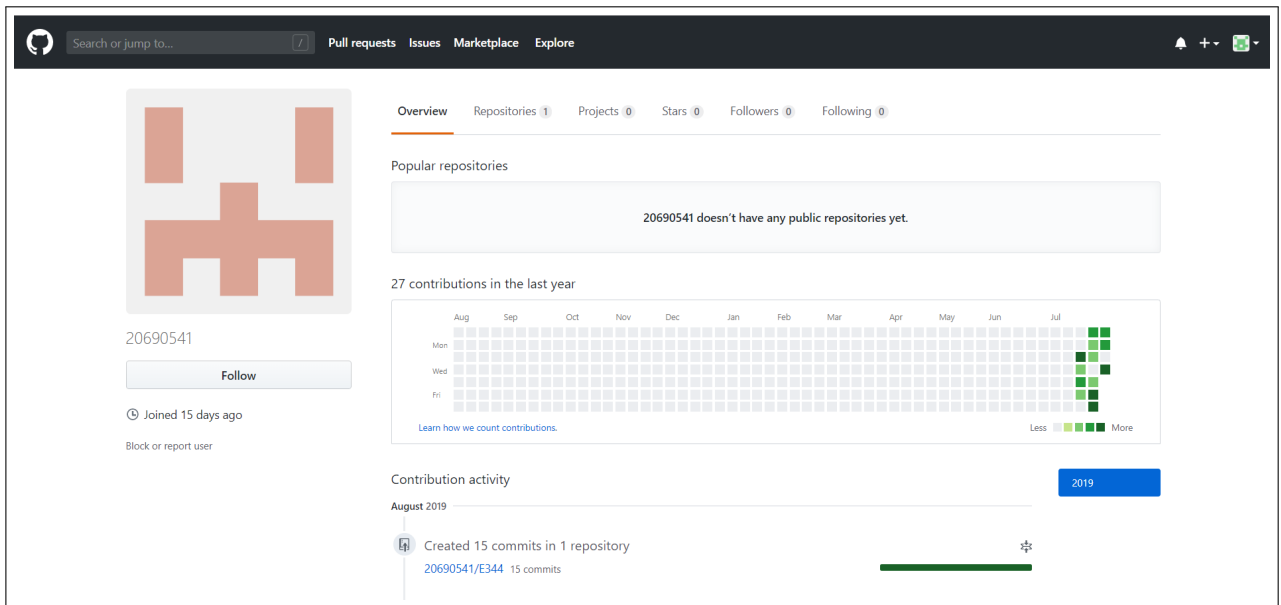 Search or jump to... / Pull requests Issues Marketplace Explore
Overview Repositories 1 Projects 0 Stars 0 Followers 0 Following 0
Popular repositories
20690541 doesn't have any public repositories yet.
27 contributions in the last year
Aug Sep Oct Nov Dec Jan Feb Mar Apr May Jun Jul
Mon
Wed
Fri
Learn how we count contributions. Less More
20690541
Follow
Joined 15 days ago
Block or report user
Contribution activity
2019
August 2019
Created 15 commits in 1 repository
20690541/E344 15 commits